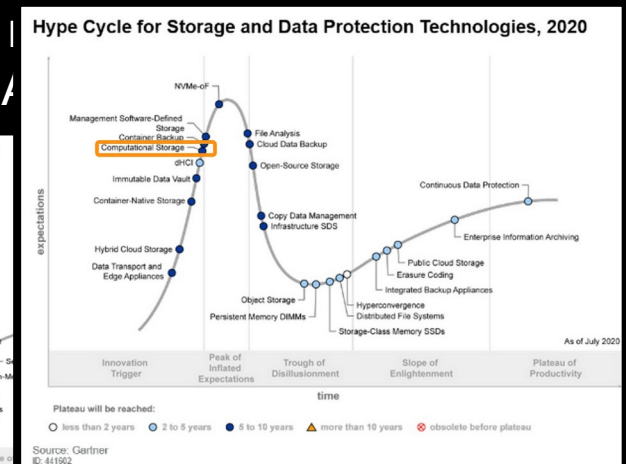 Hype Cycle for Storage and Data Protection Technologies, 2020
expectations
NVMe-oF
Management Software-Defined
Storage
Container Backup
Computational Storage
dHCI
Immutable Data Vault
Container-Native Storage
Hybrid Cloud Storage
Data Transport and
Edge Appliances
File Analysis
Cloud Data Backup
Open-Source Storage
Copy Data Management
Infrastructure SDS
Object Storage
Persistent Memory DIMMs
Storage-Class Memory SSDs
Distributed File Systems
Hyperconvergence
Integrated Backup Appliances
Erasure Coding
Public Cloud Storage
Enterprise Information Archiving
Continuous Data Protection
As of July 2020
Innovation
Trigger
Peak of
Inflated
Expectations
Trough of
Disillusionment
Slope of
Enlightenment
Plateau of
Productivity
time
Plateau will be reached:
less than 2 years 2 to 5 years 5 to 10 years more than 10 years obsolete before plateau
Source: Gartner
ID: 441602